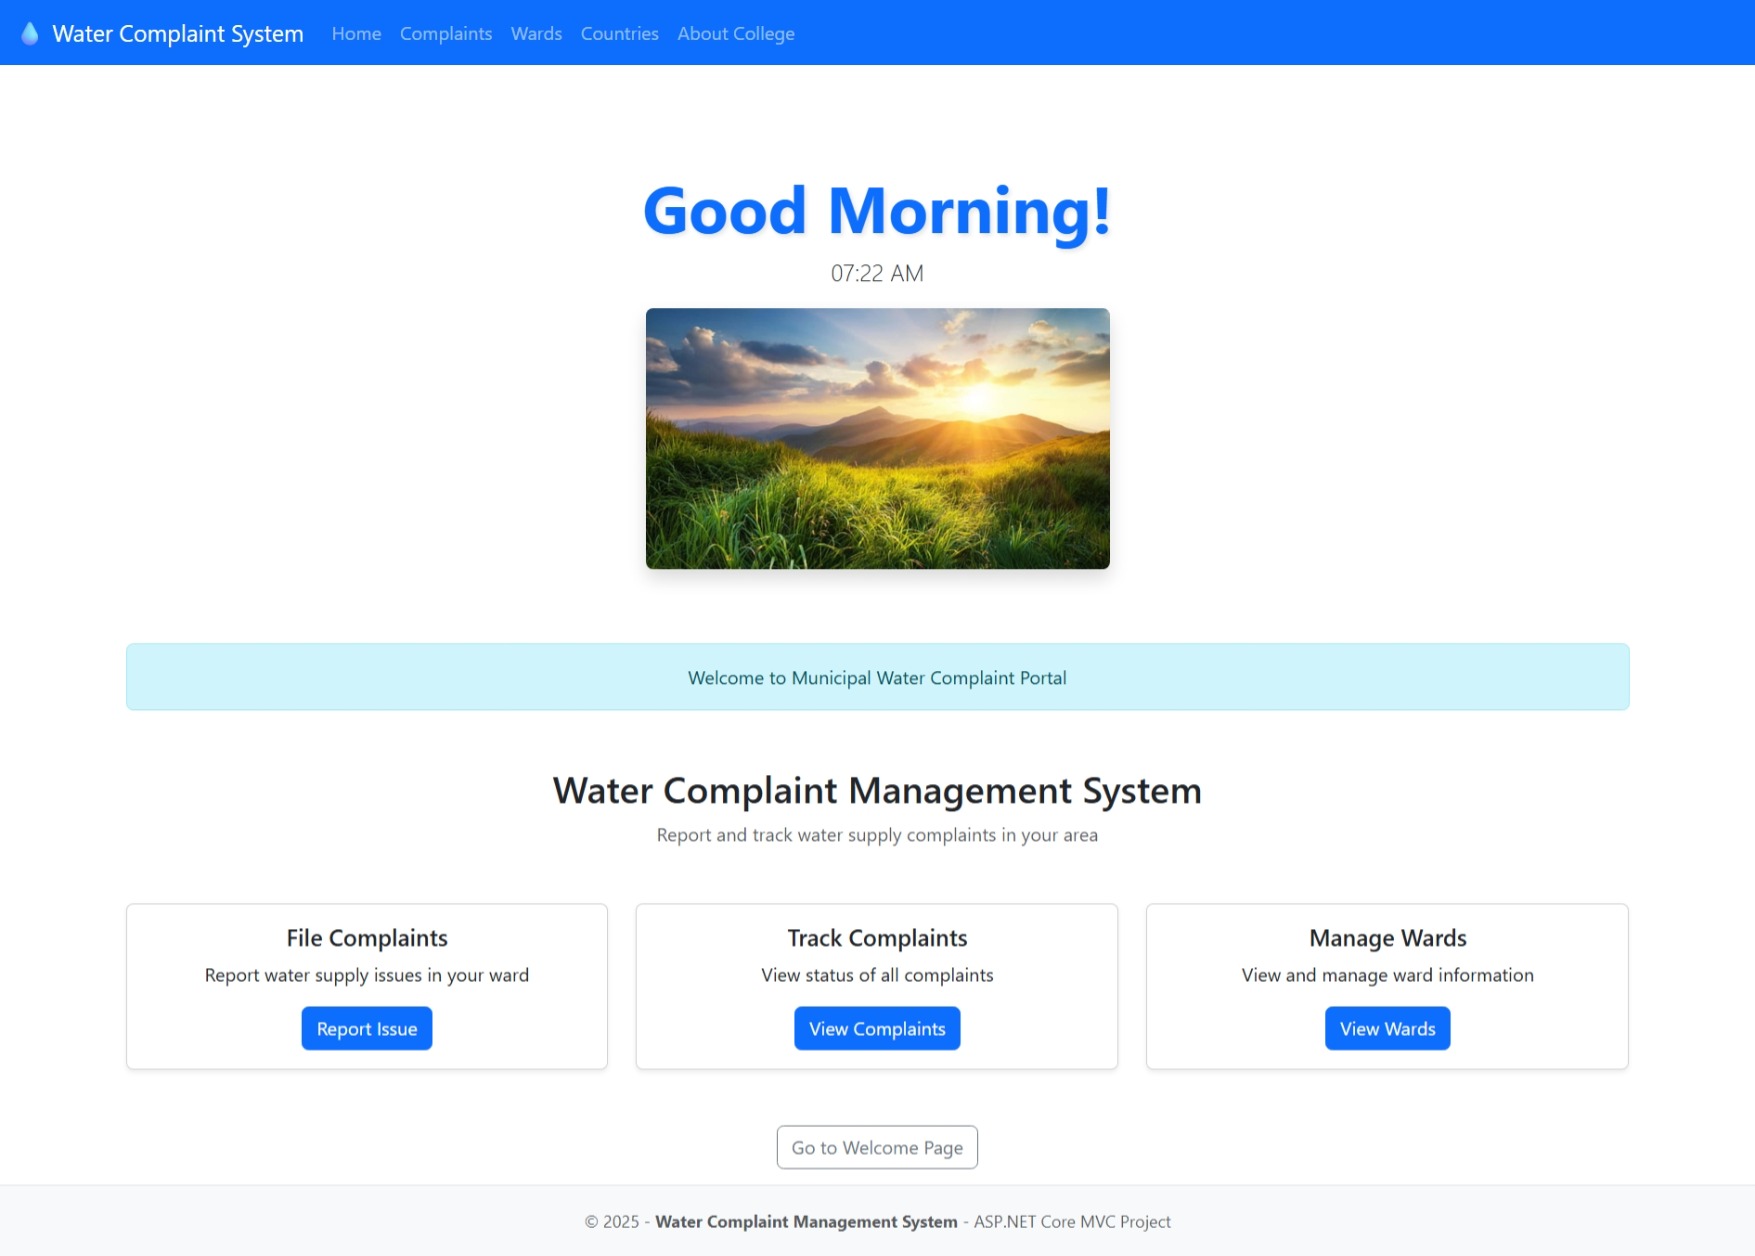 Water Complaint System Home Complaints Wards Countries About College
Good Morning!
07:22 AM
Welcome to Municipal Water Complaint Portal
Water Complaint Management System
Report and track water supply complaints in your area
File Complaints
Report water supply issues in your ward
Report Issue
Track Complaints
View status of all complaints
View Complaints
Manage Wards
View and manage ward information
View Wards
Go to Welcome Page
© 2025 - Water Complaint Management System - ASP.NET Core MVC Project